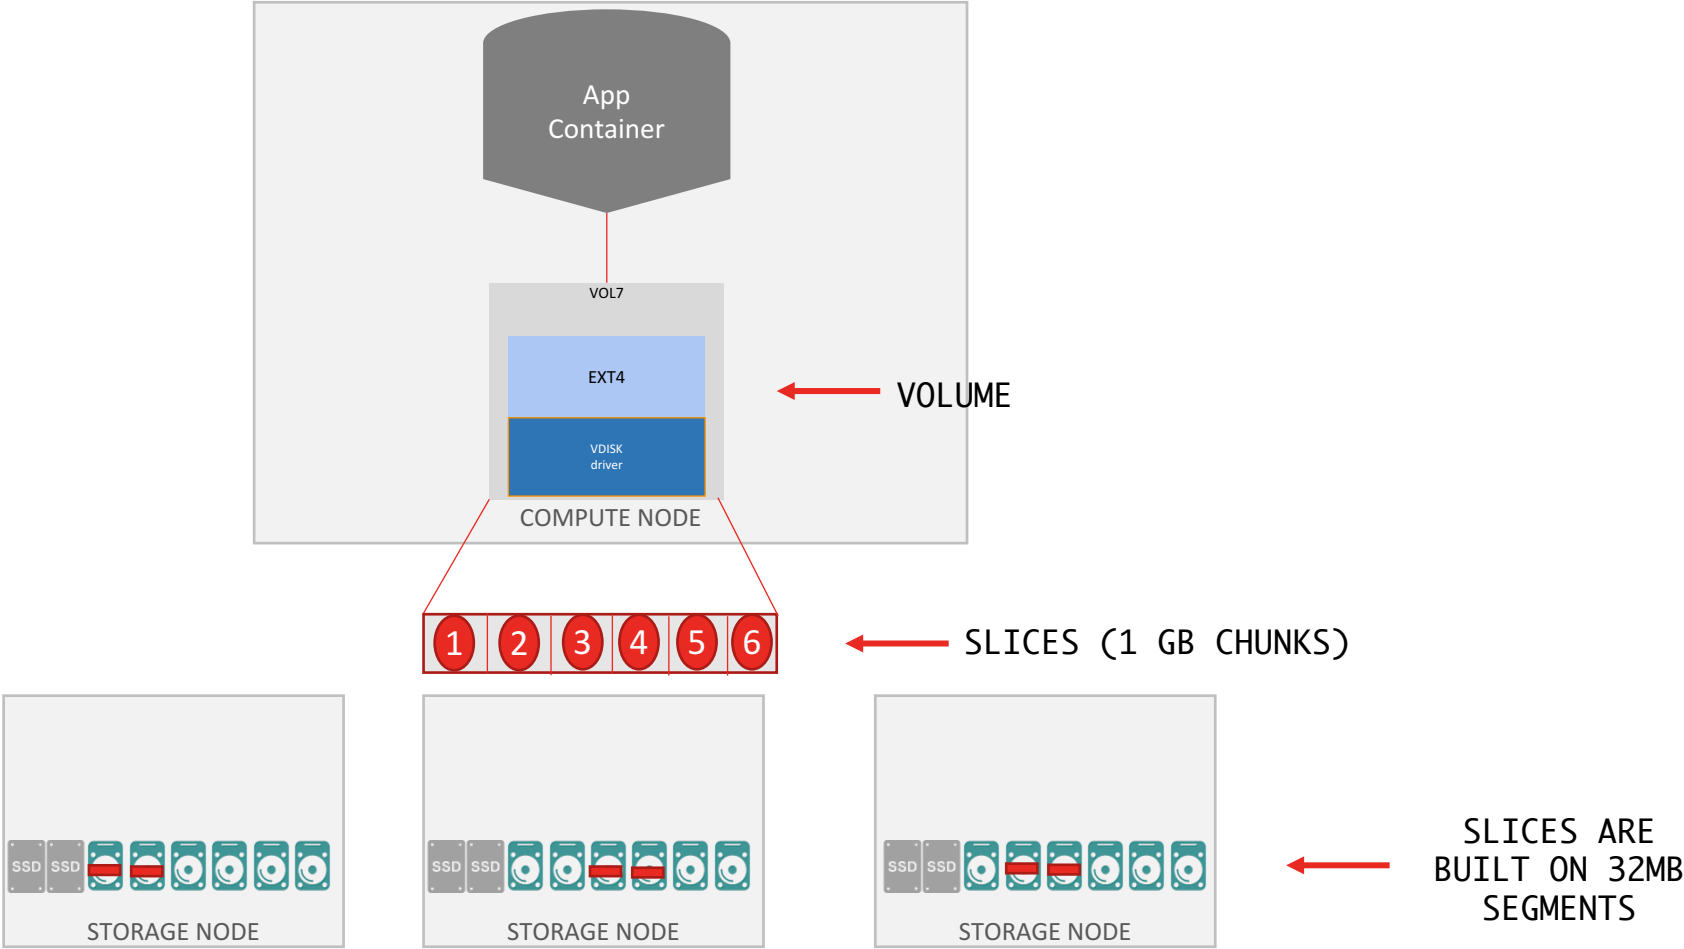 App
Container
VOL7
EXT4
VOLUME
VDISK
driver
COMPUTE NODE
1 2 3 4 5 6
SLICES (1 GB CHUNKS)
SSD SSD
STORAGE NODE
SSD SSD
STORAGE NODE
SSD SSD
STORAGE NODE
SLICES ARE
BUILT ON 32MB
SEGMENTS